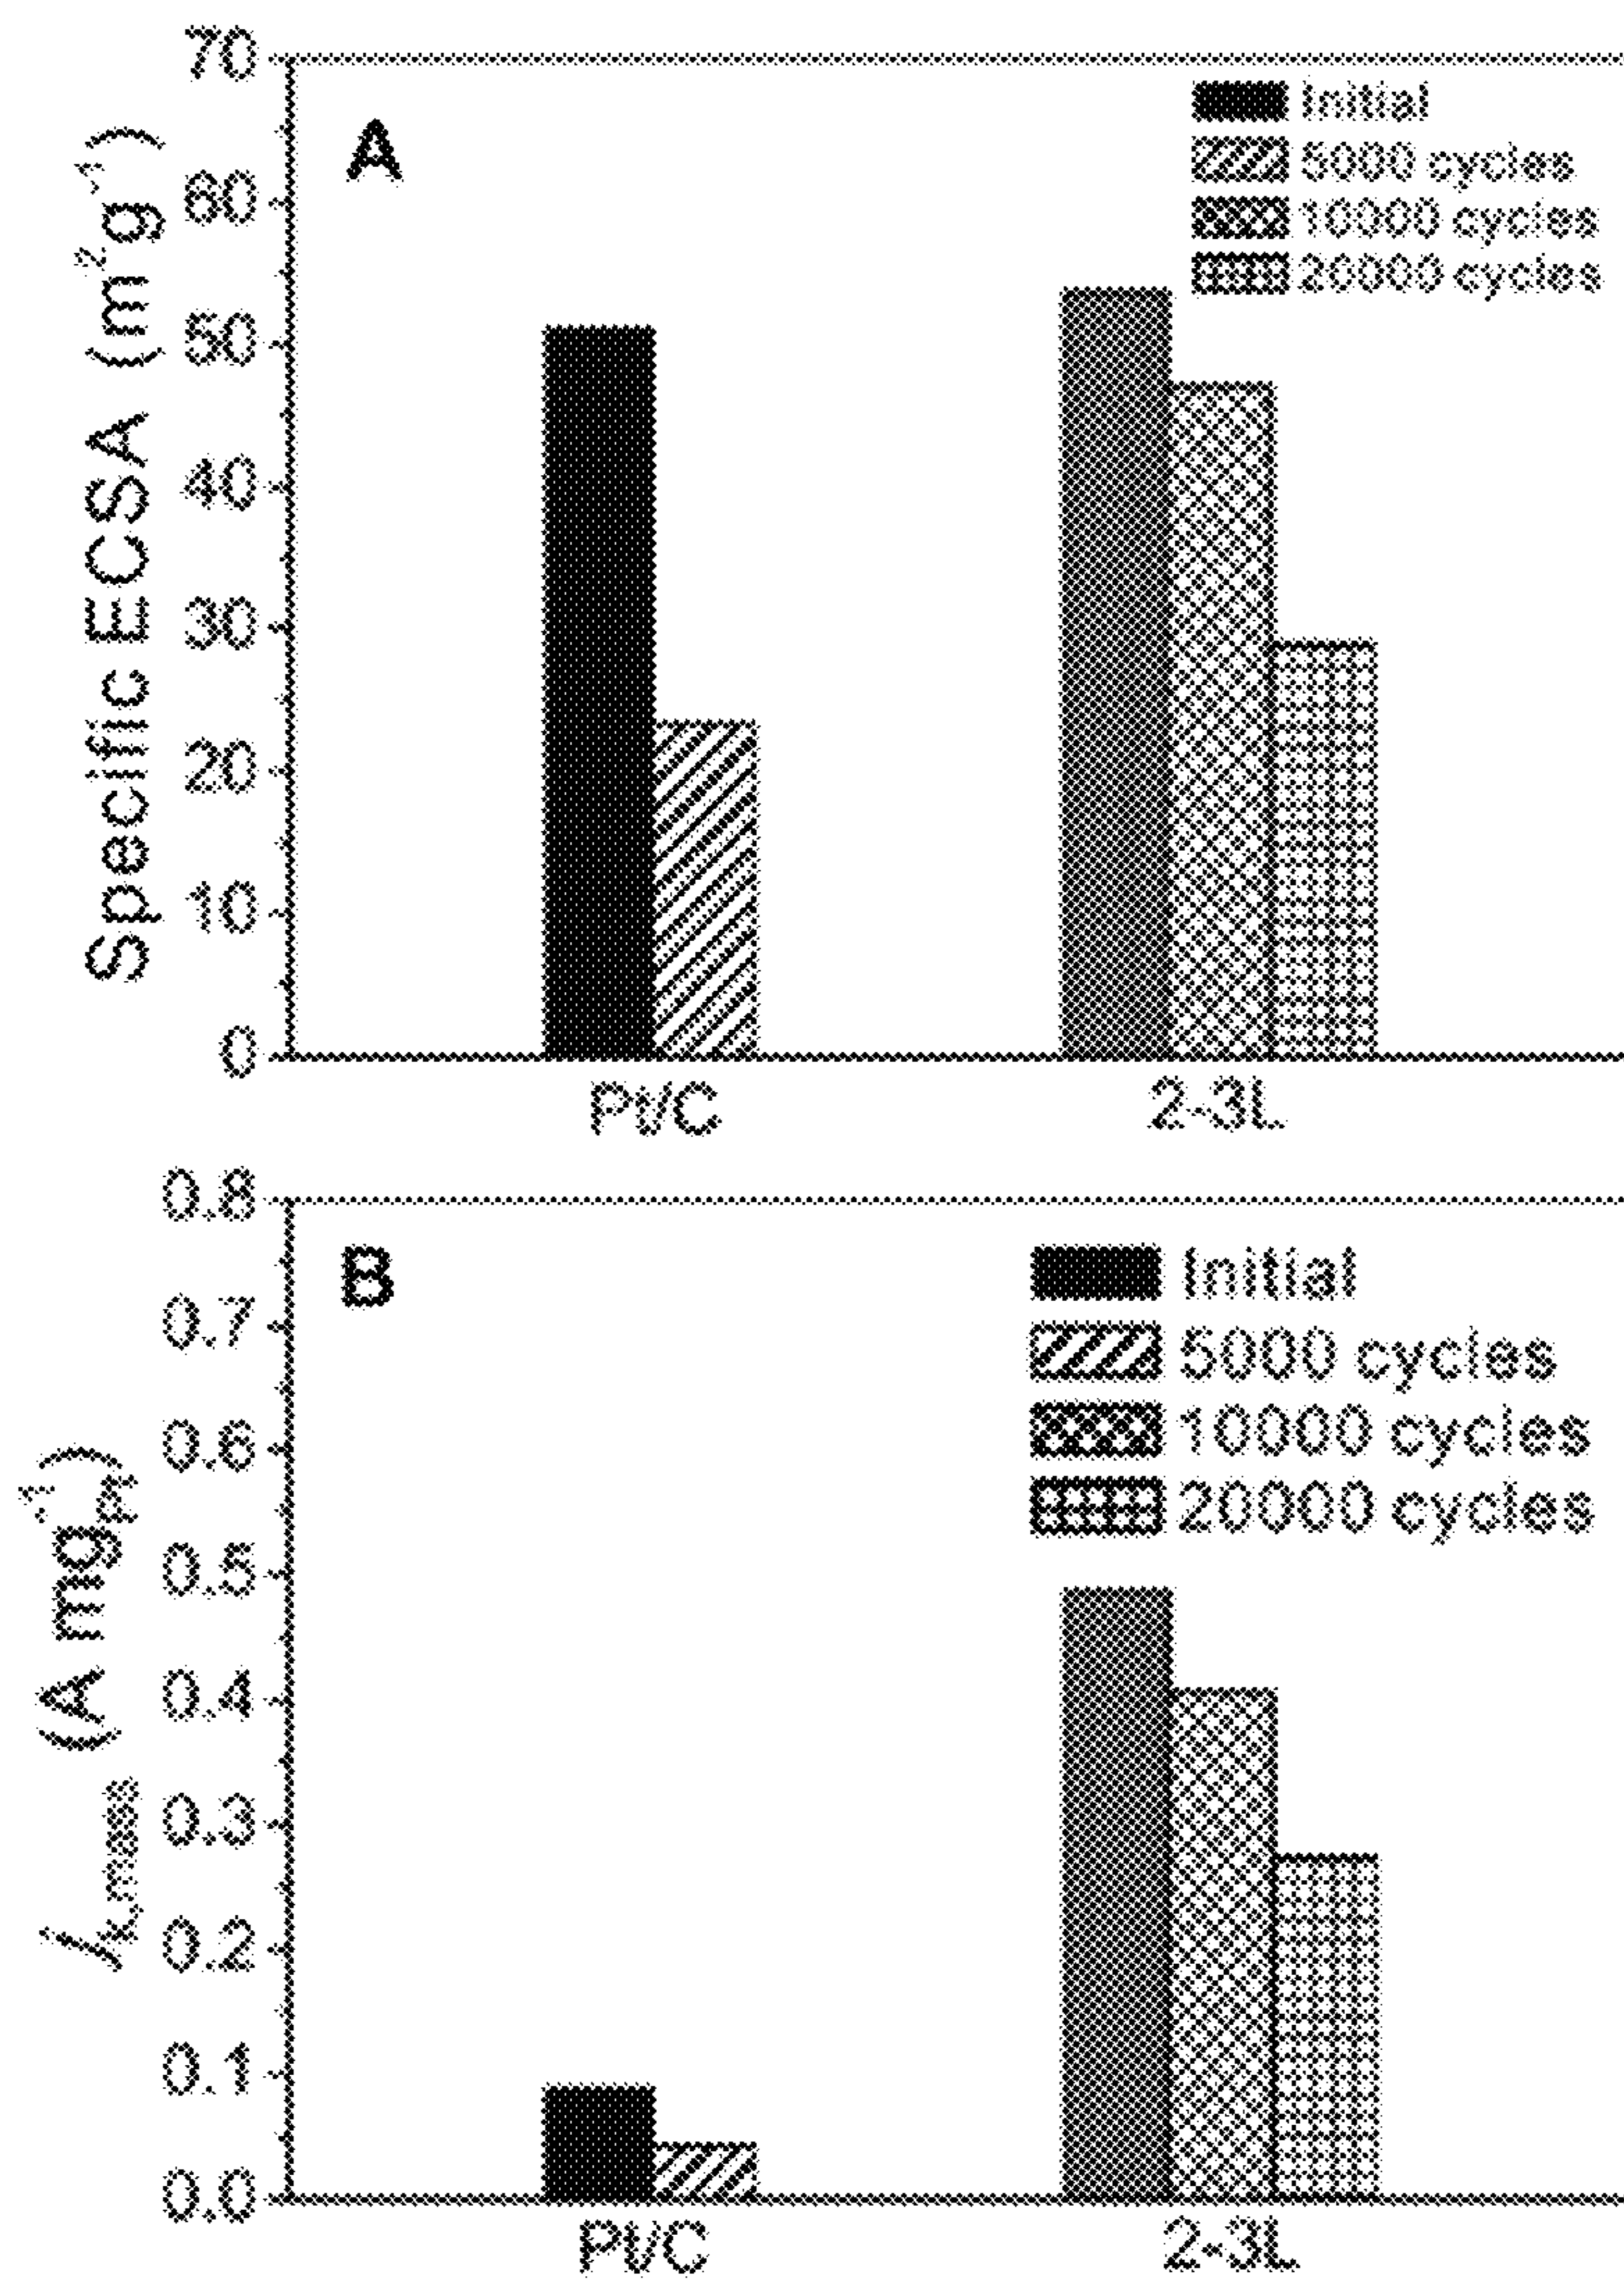 70
60
50
40
30
20
10
0
Specific ECSA (m²g⁻¹)
A
Initial
5000 cycles
10000 cycles
20000 cycles
Pt/C
2-3L
0.8
0.7
0.6
0.5
0.4
0.3
0.2
0.1
0.0
jk,mass (A mgPt⁻¹)
B
Initial
5000 cycles
10000 cycles
20000 cycles
Pt/C
2-3L